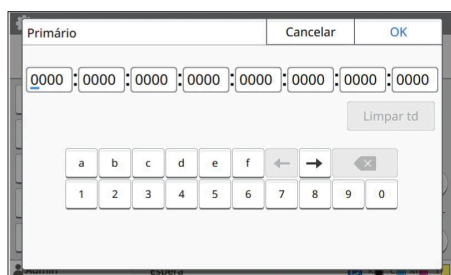 Primário Cancelar OK
0000 : 0000 : 0000 : 0000 : 0000 : 0000 : 0000 : 0000
Limpar td
a b c d e f ← →
1 2 3 4 5 6 7 8 9 0
Admin Espera